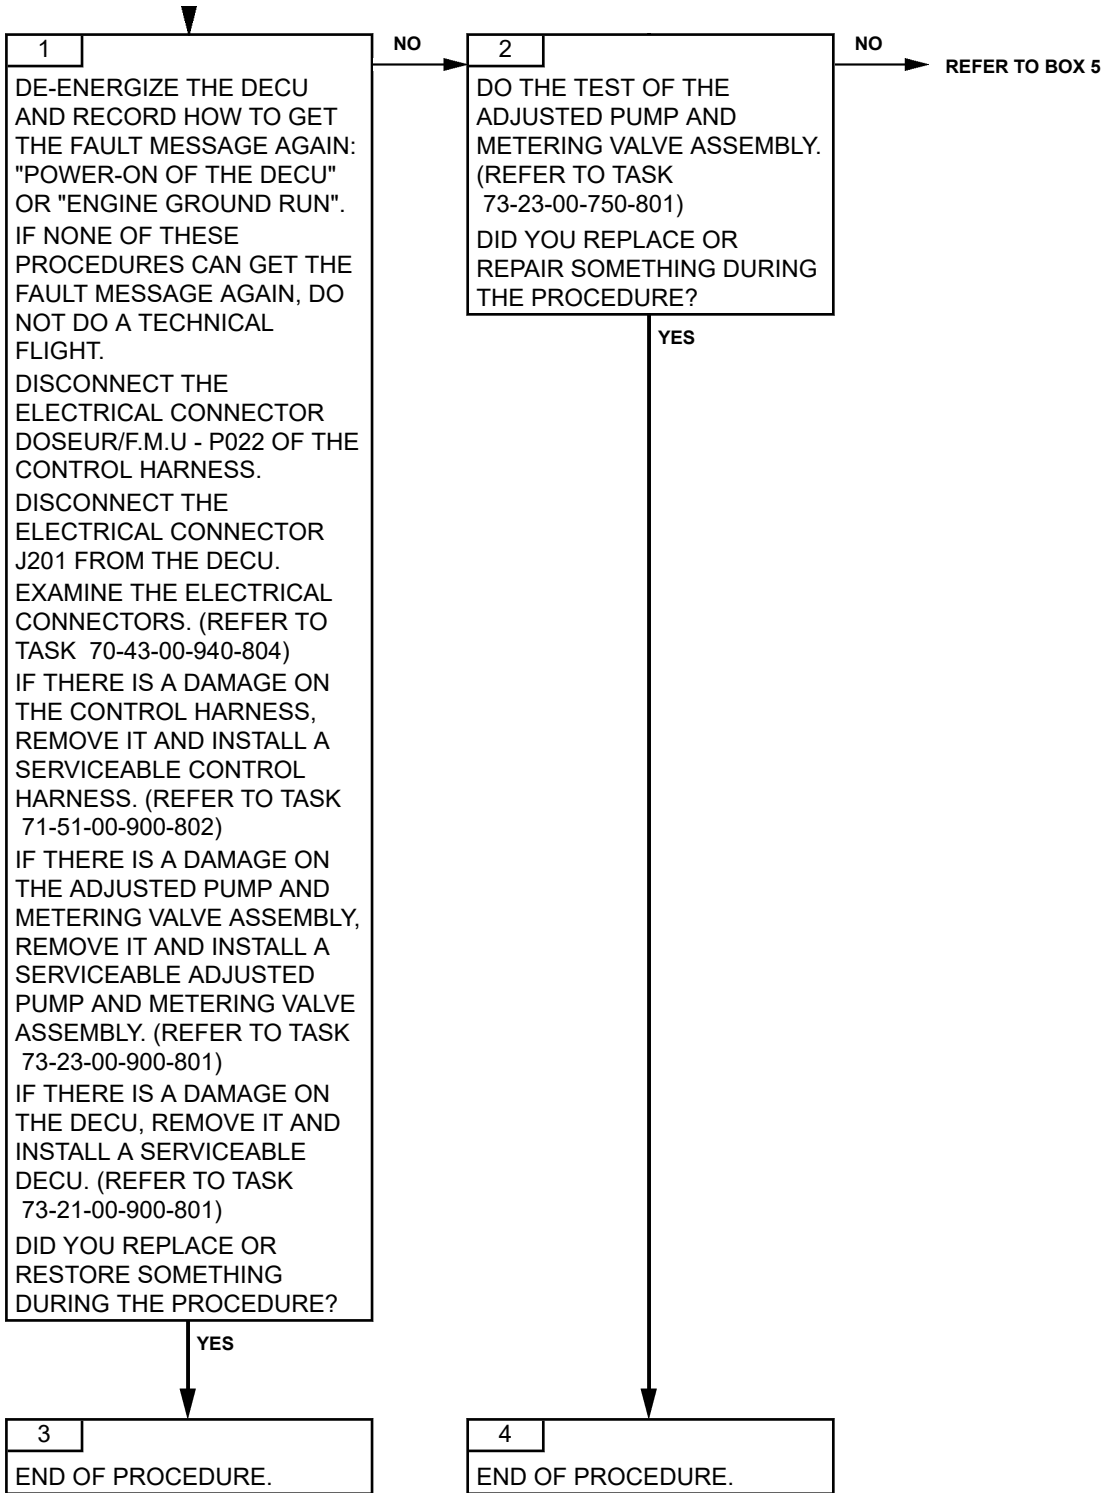 1
DE-ENERGIZE THE DECU
AND RECORD HOW TO GET
THE FAULT MESSAGE AGAIN:
"POWER-ON OF THE DECU"
OR "ENGINE GROUND RUN".
IF NONE OF THESE
PROCEDURES CAN GET THE
FAULT MESSAGE AGAIN, DO
NOT DO A TECHNICAL
FLIGHT.
DISCONNECT THE
ELECTRICAL CONNECTOR
DOSEUR/F.M.U - P022 OF THE
CONTROL HARNESS.
DISCONNECT THE
ELECTRICAL CONNECTOR
J201 FROM THE DECU.
EXAMINE THE ELECTRICAL
CONNECTORS. (REFER TO
TASK 70-43-00-940-804)
IF THERE IS A DAMAGE ON
THE CONTROL HARNESS,
REMOVE IT AND INSTALL A
SERVICEABLE CONTROL
HARNESS. (REFER TO TASK
71-51-00-900-802)
IF THERE IS A DAMAGE ON
THE ADJUSTED PUMP AND
METERING VALVE ASSEMBLY,
REMOVE IT AND INSTALL A
SERVICEABLE ADJUSTED
PUMP AND METERING VALVE
ASSEMBLY. (REFER TO TASK
73-23-00-900-801)
IF THERE IS A DAMAGE ON
THE DECU, REMOVE IT AND
INSTALL A SERVICEABLE
DECU. (REFER TO TASK
73-21-00-900-801)
DID YOU REPLACE OR
RESTORE SOMETHING
DURING THE PROCEDURE?
NO
2
DO THE TEST OF THE
ADJUSTED PUMP AND
METERING VALVE ASSEMBLY.
(REFER TO TASK
73-23-00-750-801)
DID YOU REPLACE OR
REPAIR SOMETHING DURING
THE PROCEDURE?
NO
REFER TO BOX 5
YES
YES
3
END OF PROCEDURE.
4
END OF PROCEDURE.